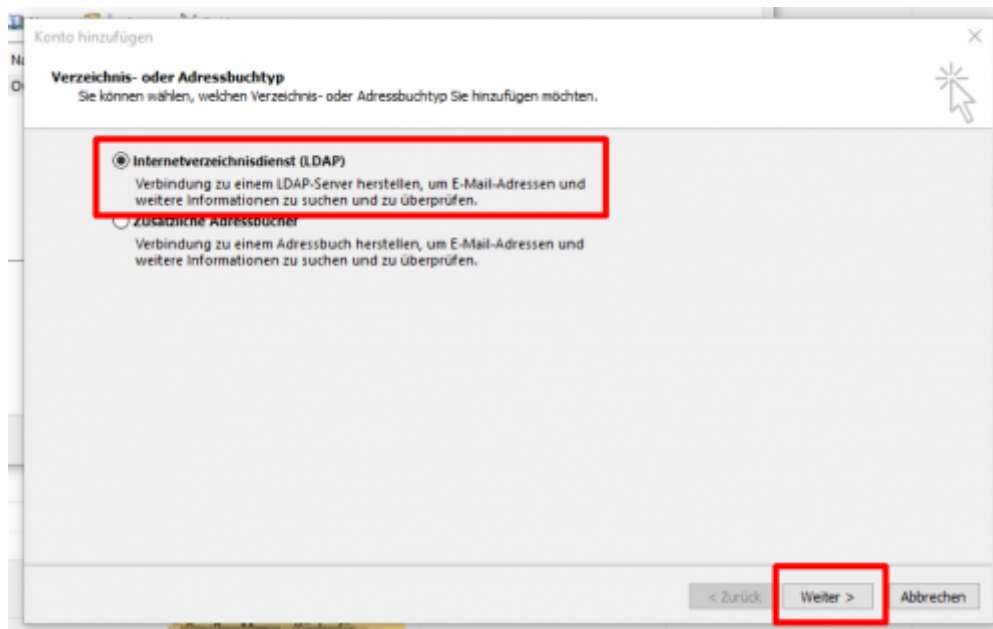 Konto hinzufügen
Verzeichnis- oder Adressbuchtyp
Sie können wählen, welchen Verzeichnis- oder Adressbuchtyp Sie hinzufügen möchten.
Internetverzeichnisdienst (LDAP)
Verbindung zu einem LDAP-Server herstellen, um E-Mail-Adressen und
weitere Informationen zu suchen und zu überprüfen.
Zusätzliche Adressbücher
Verbindung zu einem Adressbuch herstellen, um E-Mail-Adressen und
weitere Informationen zu suchen und zu überprüfen.
< Zurück Weiter > Abbrechen